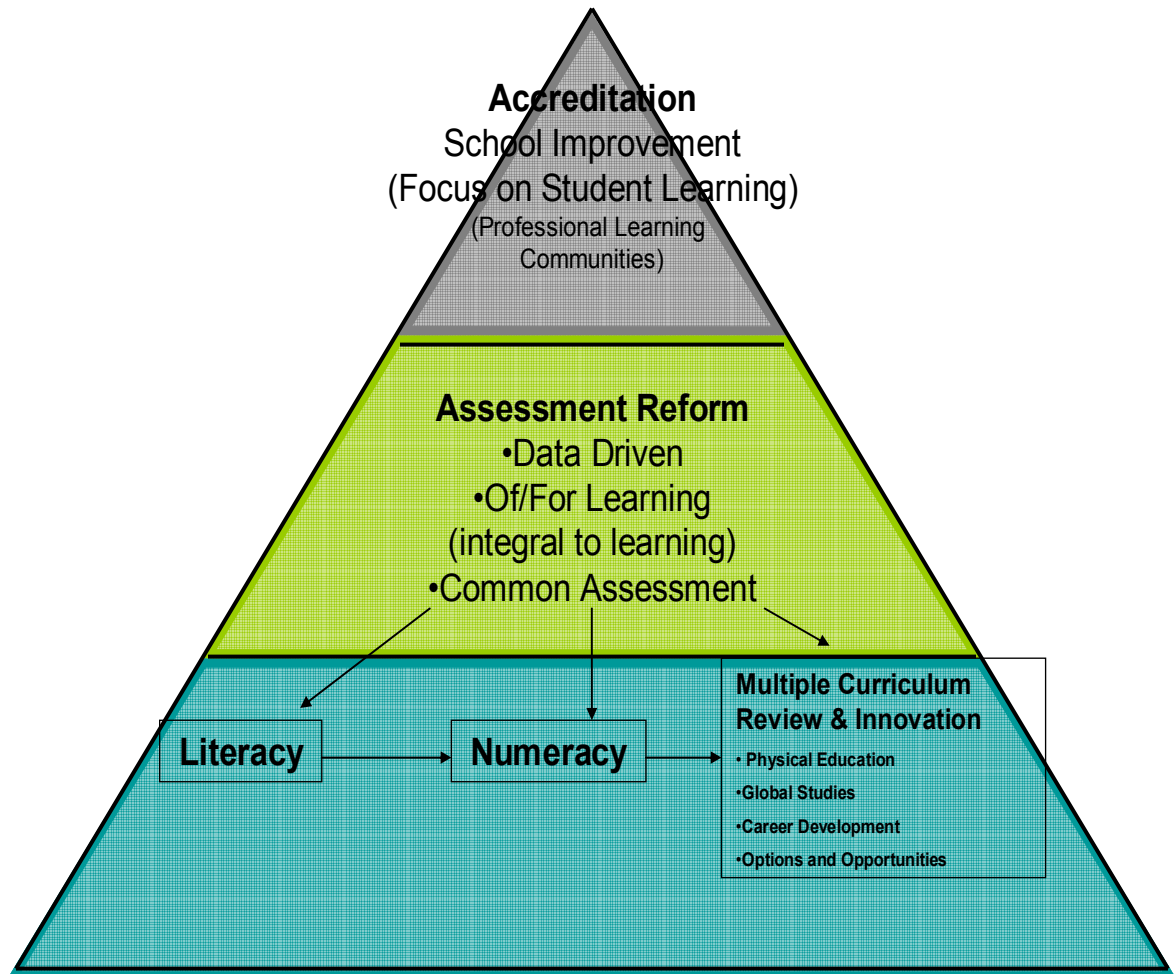 Accreditation
School Improvement
(Focus on Student Learning)
(Professional Learning
Communities)
Assessment Reform
•Data Driven
•Of/For Learning
(integral to learning)
•Common Assessment
Literacy
Numeracy
Multiple Curriculum
Review & Innovation
• Physical Education
•Global Studies
•Career Development
•Options and Opportunities